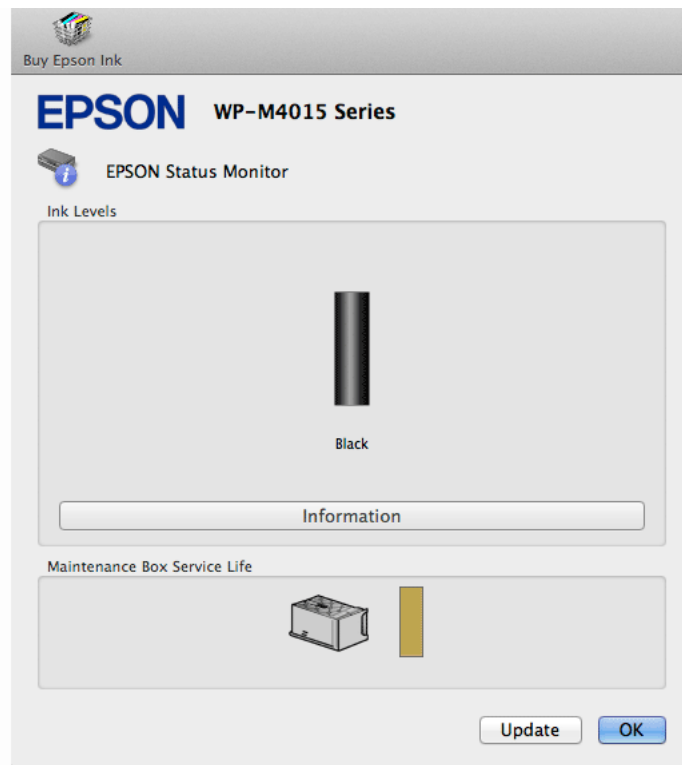 Buy Epson Ink
EPSON WP-M4015 Series
EPSON Status Monitor
Ink Levels
Black
Information
Maintenance Box Service Life
Update OK